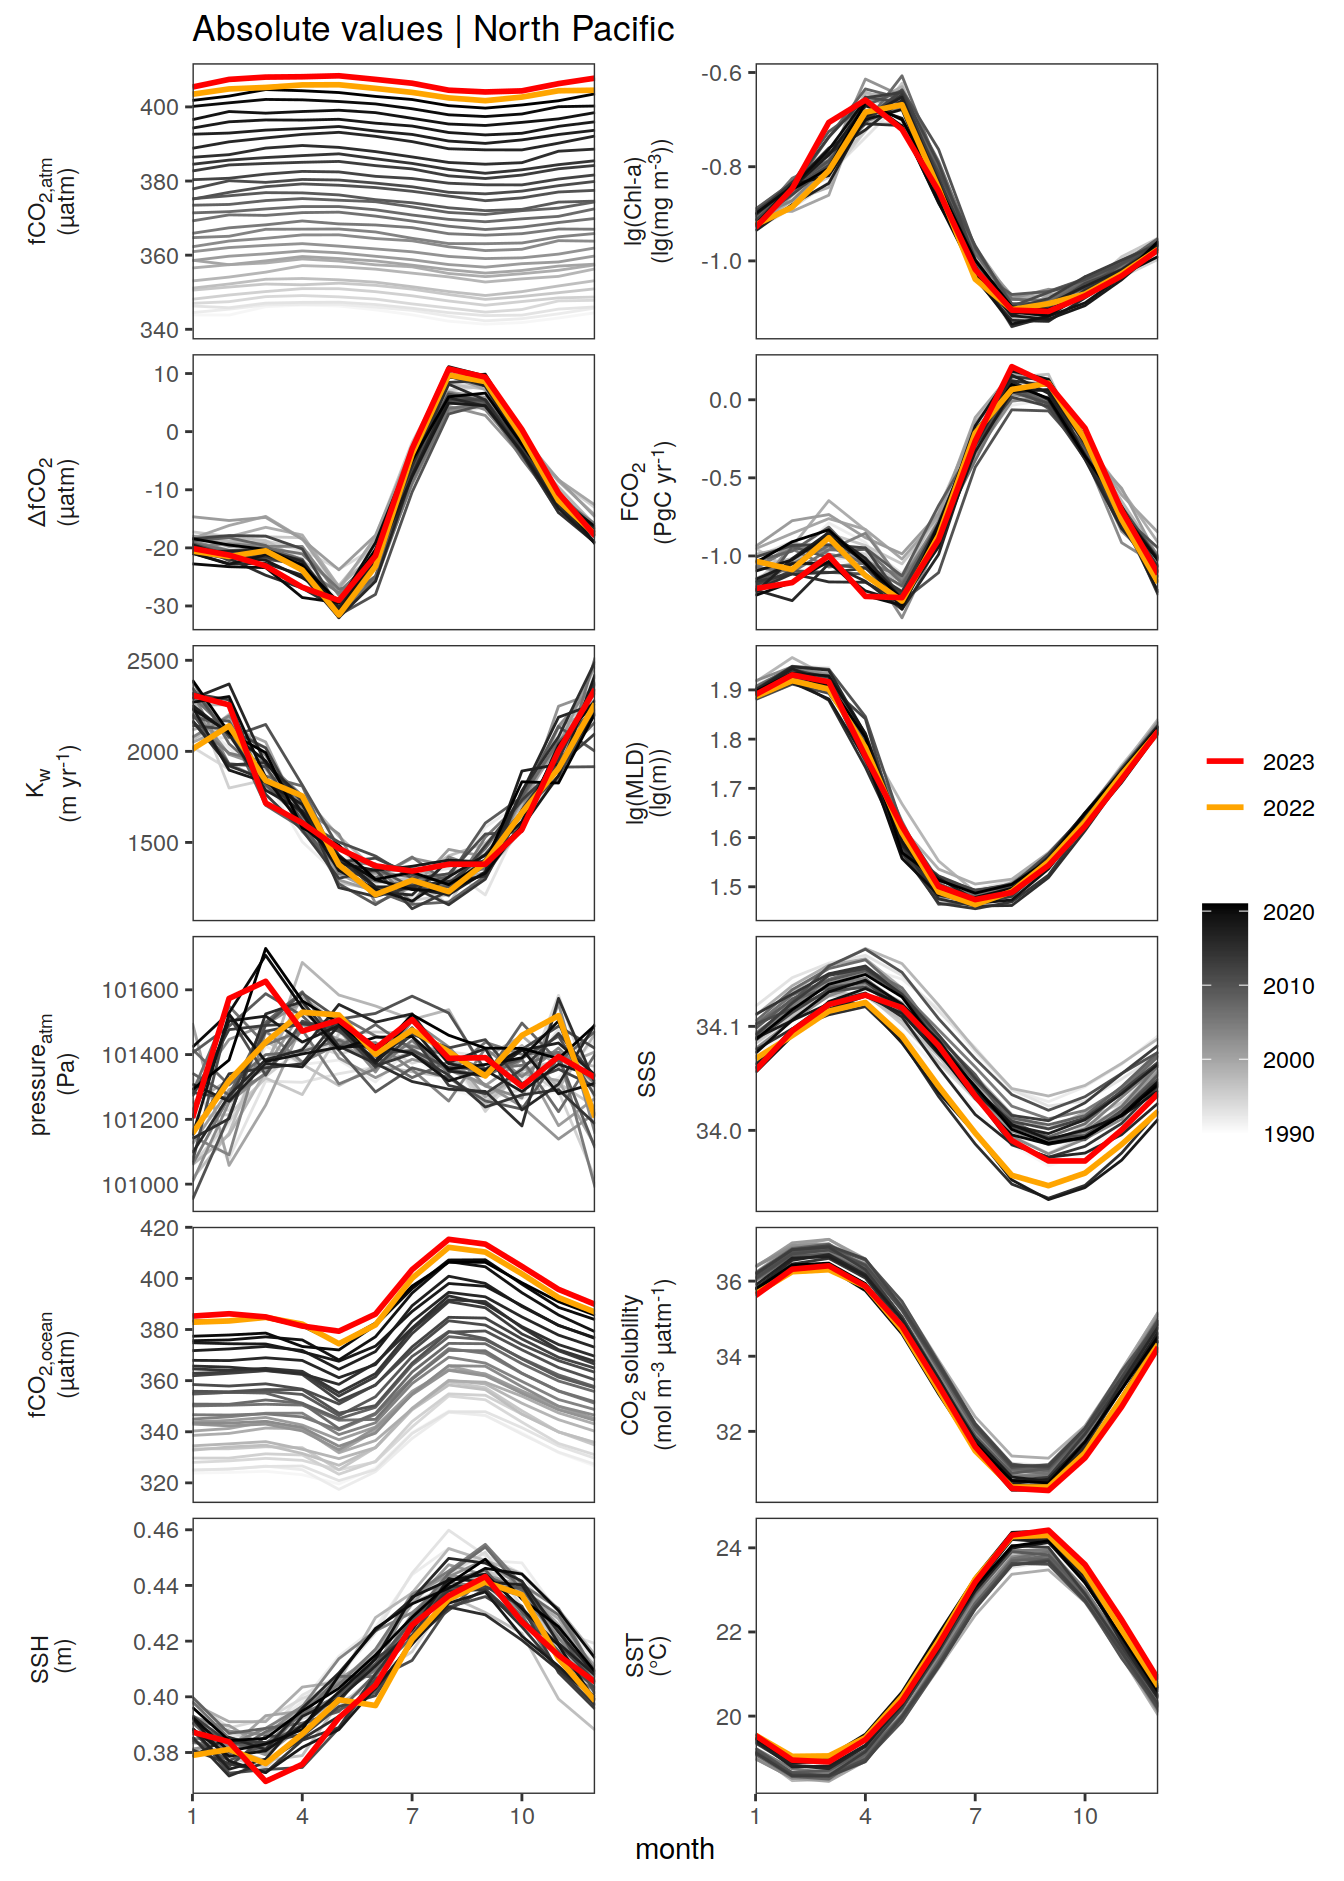 Absolute values | North Pacific
fCO2,atm
(µatm)
400
380
360
340
lg(Chl-a)
(lg(mg m-3))
-0.6
-0.8
-1.0
ΔfCO2
(µatm)
10
0
-10
-20
-30
FCO2
(PgC yr-1)
0.0
-0.5
-1.0
Kw
(m yr-1)
2500
2000
1500
lg(MLD)
(lg(m))
1.9
1.8
1.7
1.6
1.5
pressureatm
(Pa)
101600
101400
101200
101000
SSS
34.1
34.0
fCO2,ocean
(µatm)
420
400
380
360
340
320
CO2 solubility
(mol m-3 µatm-1)
36
34
32
SSH
(m)
0.46
0.44
0.42
0.40
0.38
SST
(°C)
24
22
20
1 4 7 10
1 4 7 10
month
2023
2022
2020
2010
2000
1990